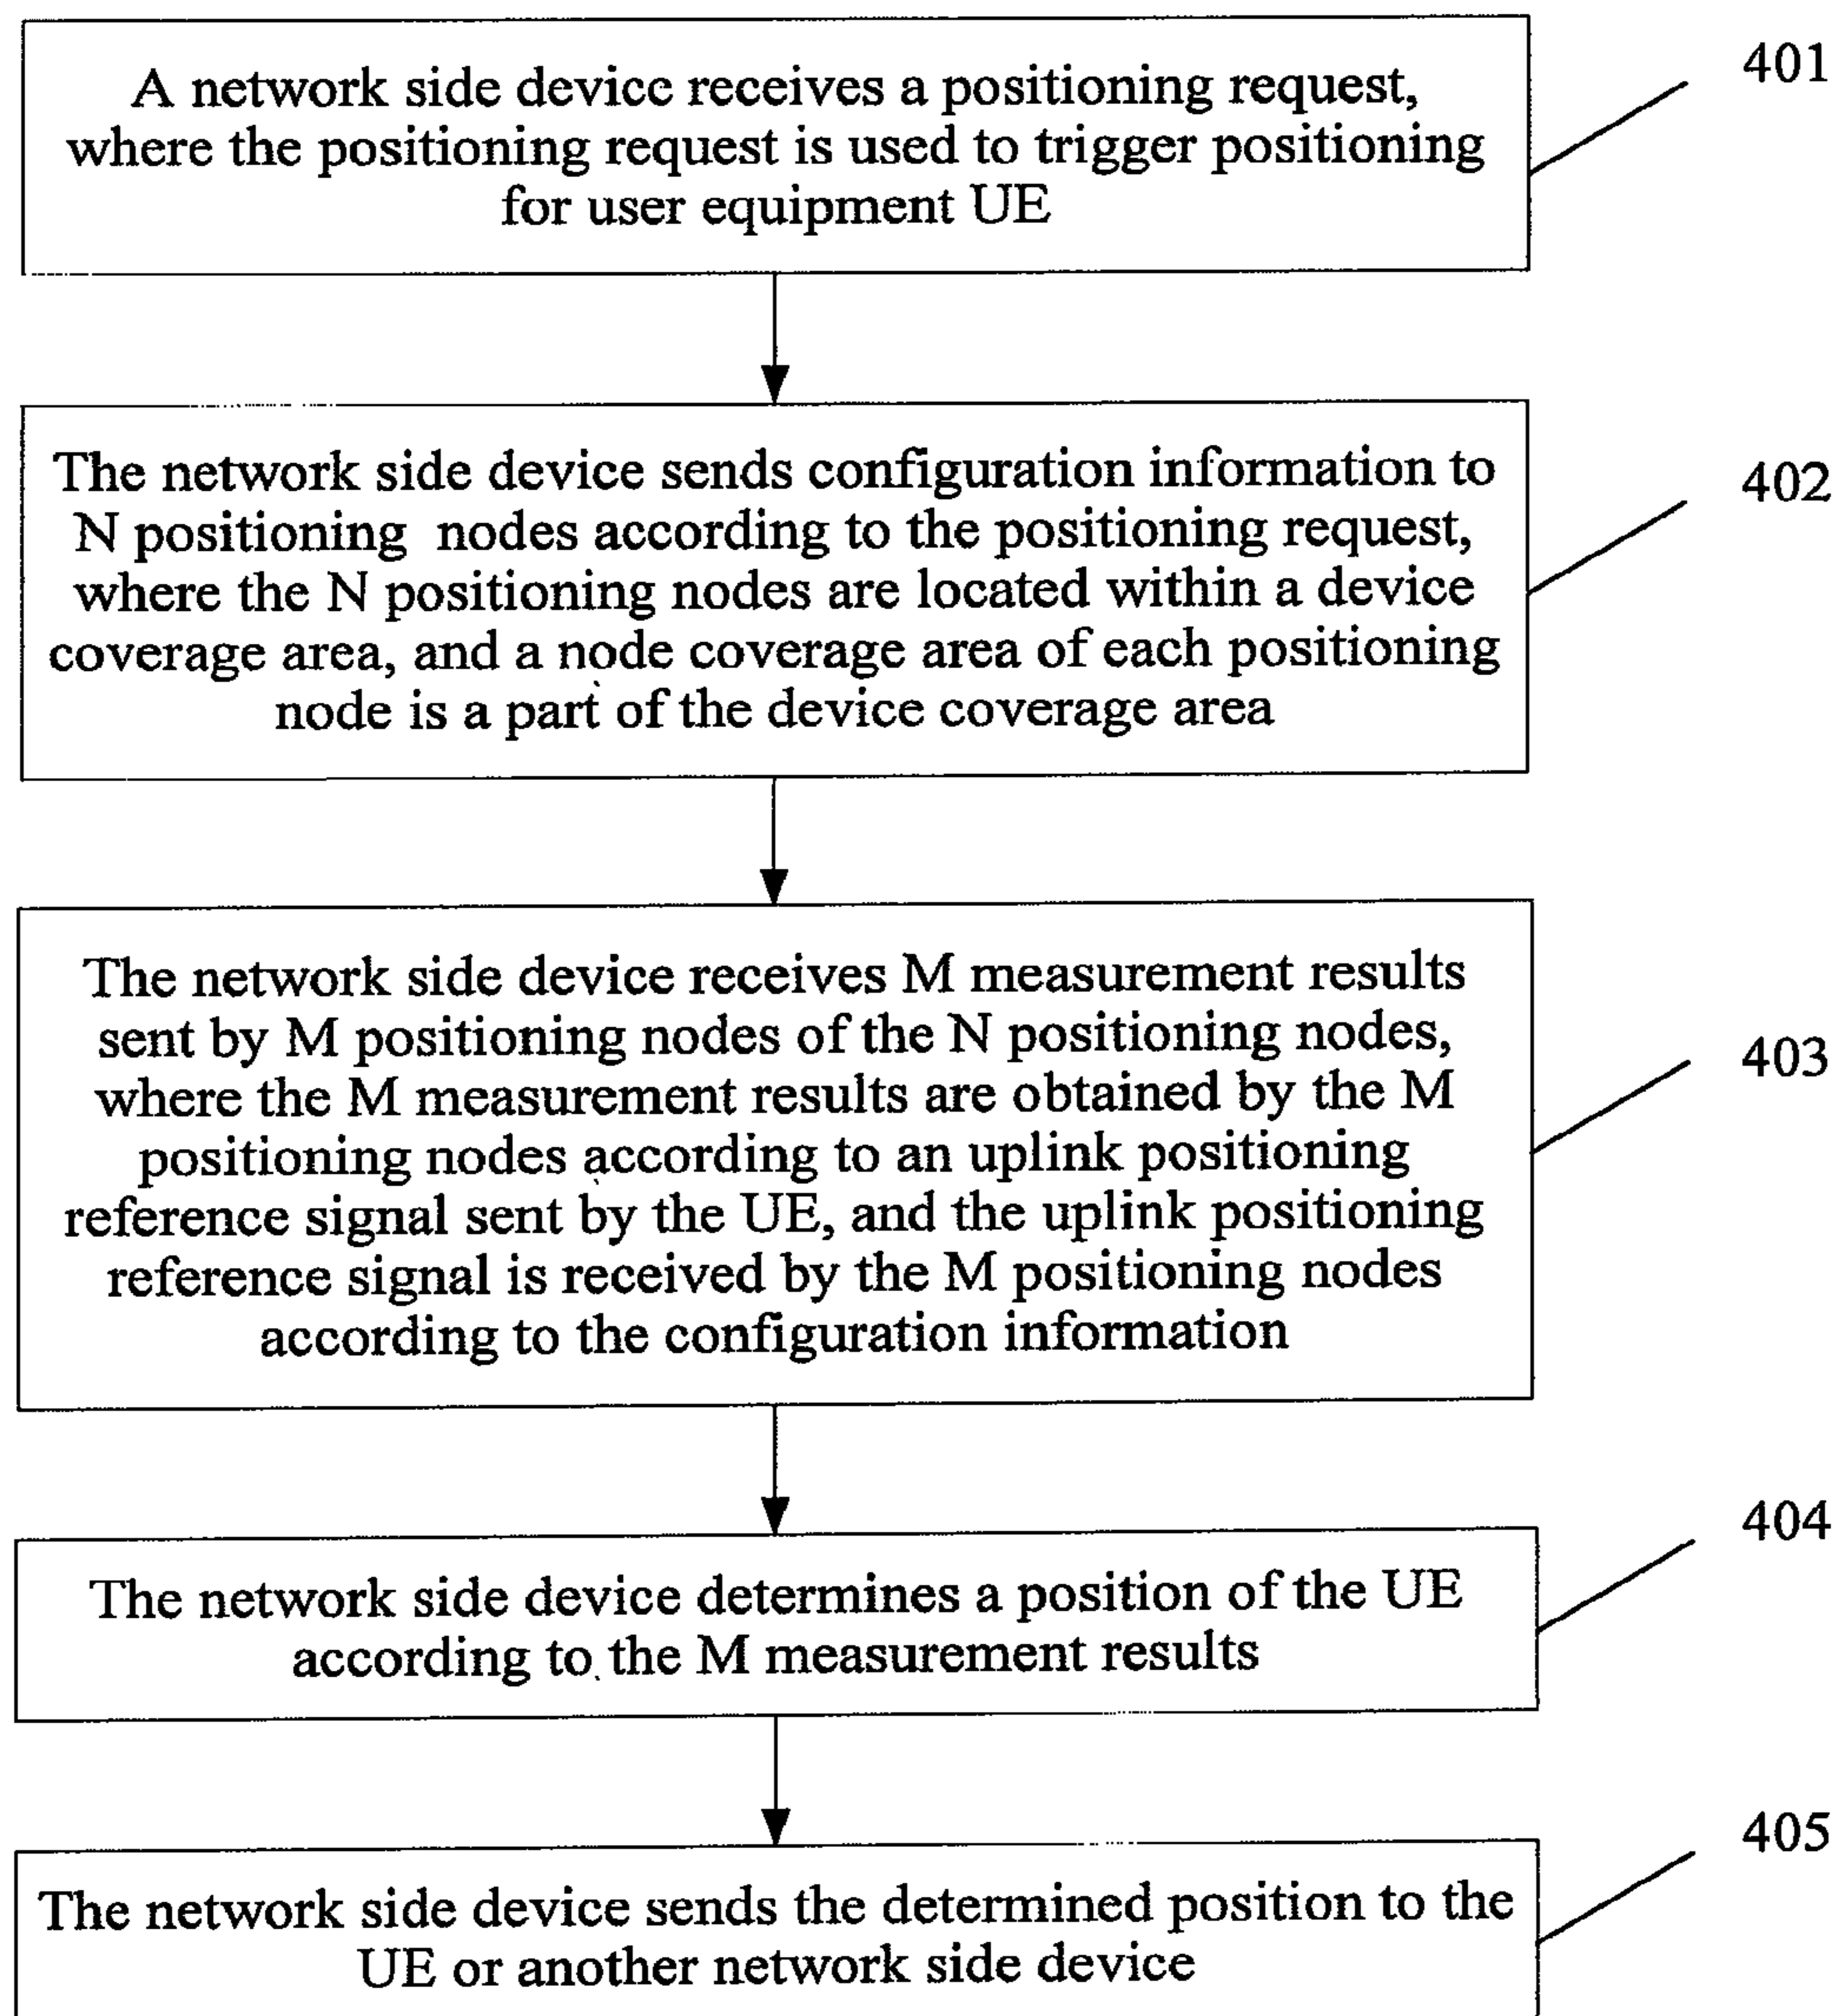 A network side device receives a positioning request,
where the positioning request is used to trigger positioning
for user equipment UE
401
The network side device sends configuration information to
N positioning nodes according to the positioning request,
where the N positioning nodes are located within a device
coverage area, and a node coverage area of each positioning
node is a part of the device coverage area
402
The network side device receives M measurement results
sent by M positioning nodes of the N positioning nodes,
where the M measurement results are obtained by the M
positioning nodes according to an uplink positioning
reference signal sent by the UE, and the uplink positioning
reference signal is received by the M positioning nodes
according to the configuration information
403
The network side device determines a position of the UE
according to the M measurement results
404
The network side device sends the determined position to the
UE or another network side device
405